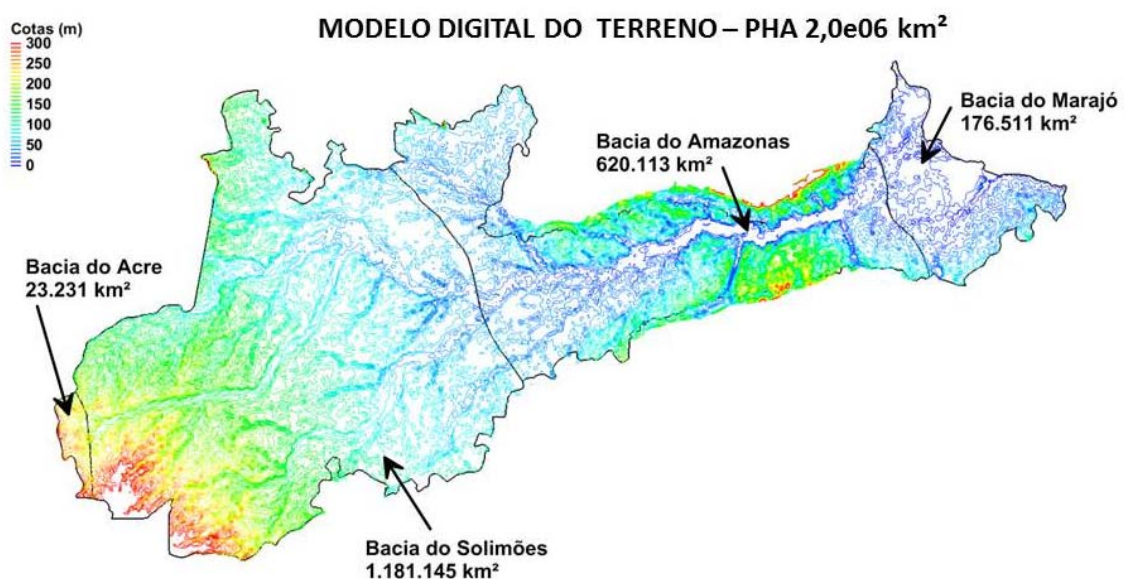 MODELO DIGITAL DO TERRENO – PHA 2,0e06 km²
Cotas (m)
300
250
200
150
100
50
0
Bacia do Marajó
176.511 km²
Bacia do Amazonas
620.113 km²
Bacia do Acre
23.231 km²
Bacia do Solimões
1.181.145 km²